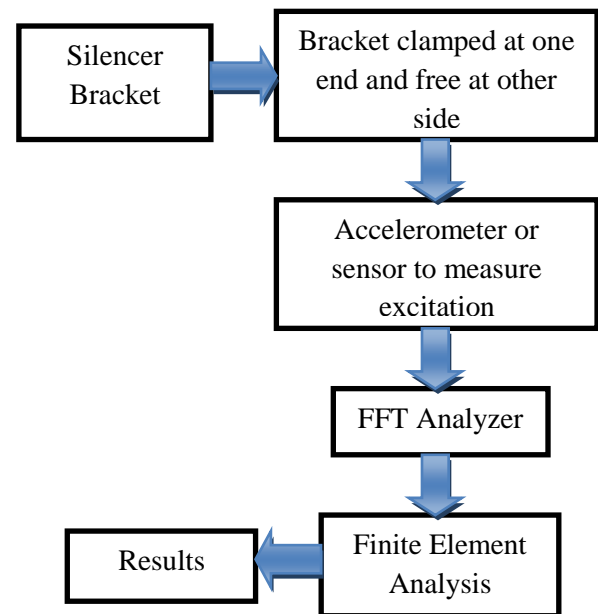 Silencer
Bracket
Bracket clamped at one
end and free at other
side
Accelerometer or
sensor to measure
excitation
FFT Analyzer
Finite Element
Analysis
Results